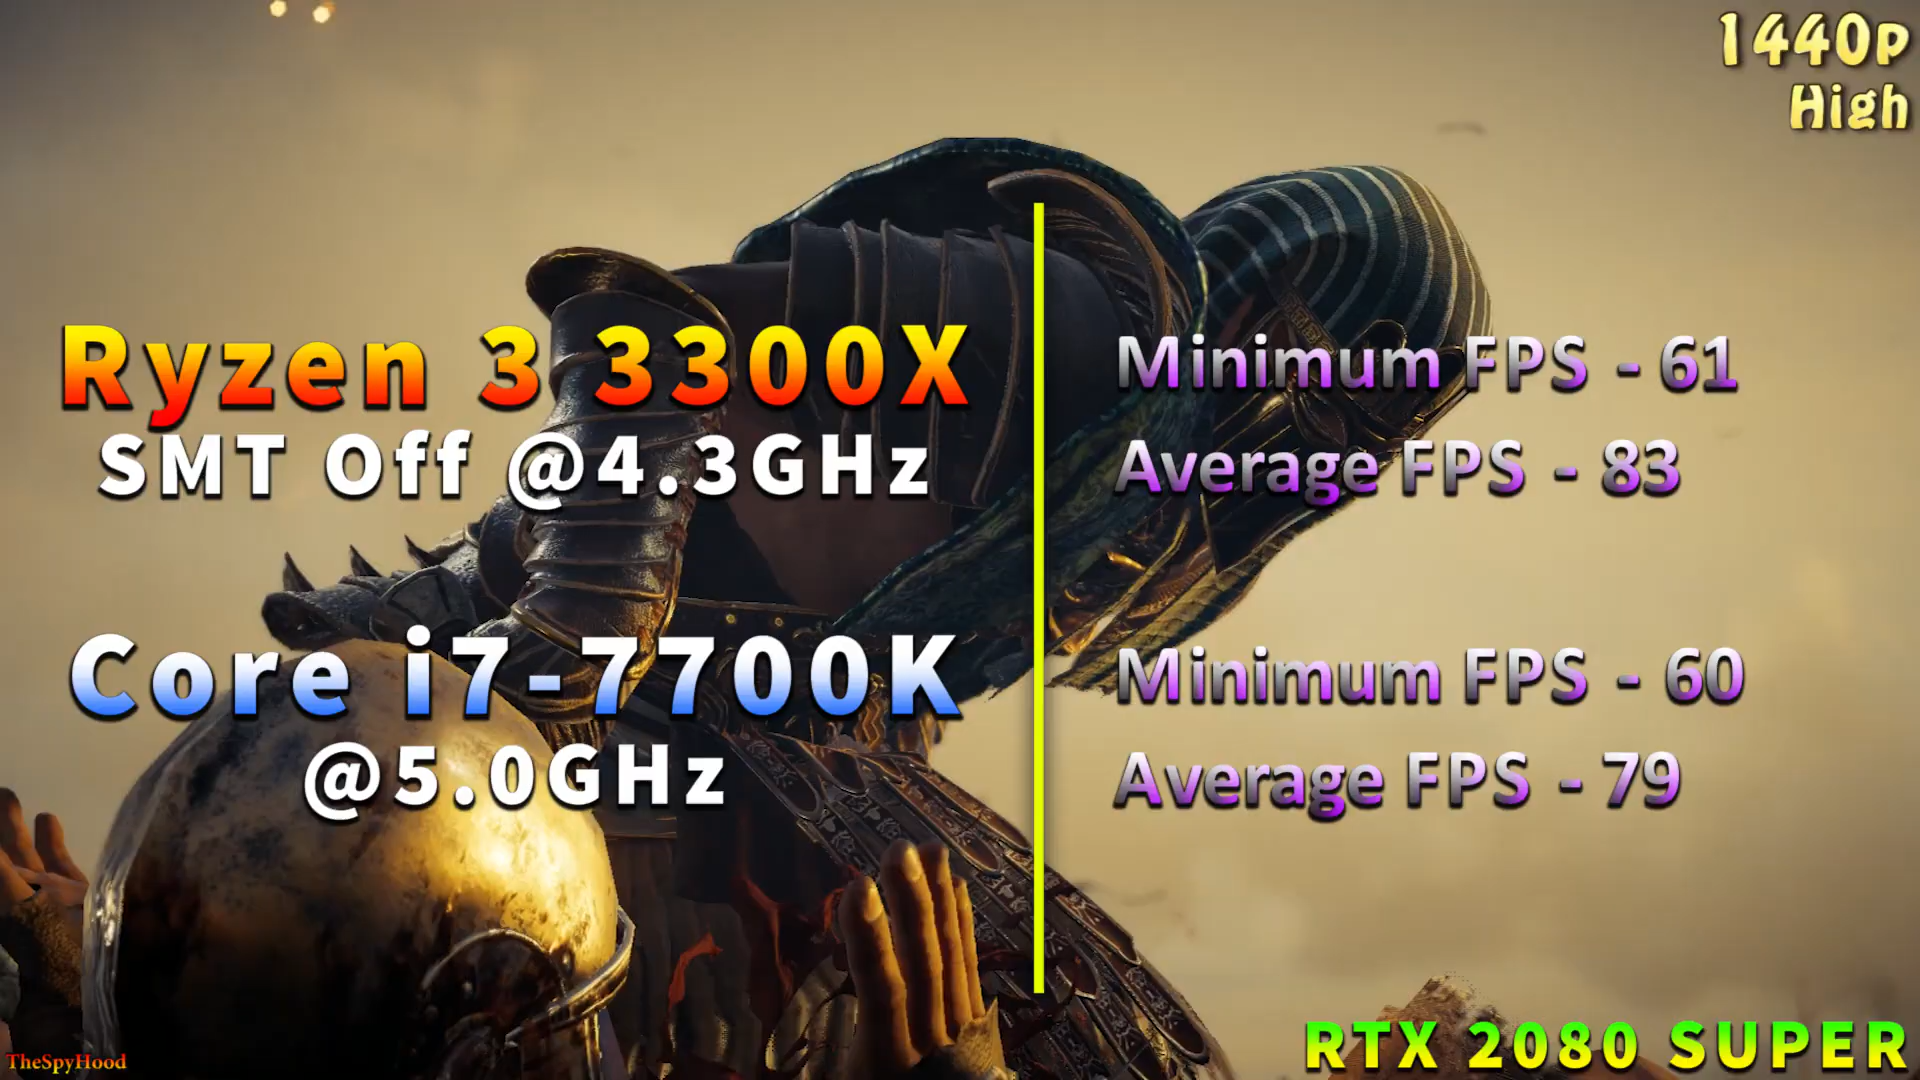 1440p
High
Ryzen 3 3300X
SMT Off @4.3GHz
Minimum FPS - 61
Average FPS - 83
Core i7-7700K
@5.0GHz
Minimum FPS - 60
Average FPS - 79
RTX 2080 SUPER
TheSpyHood